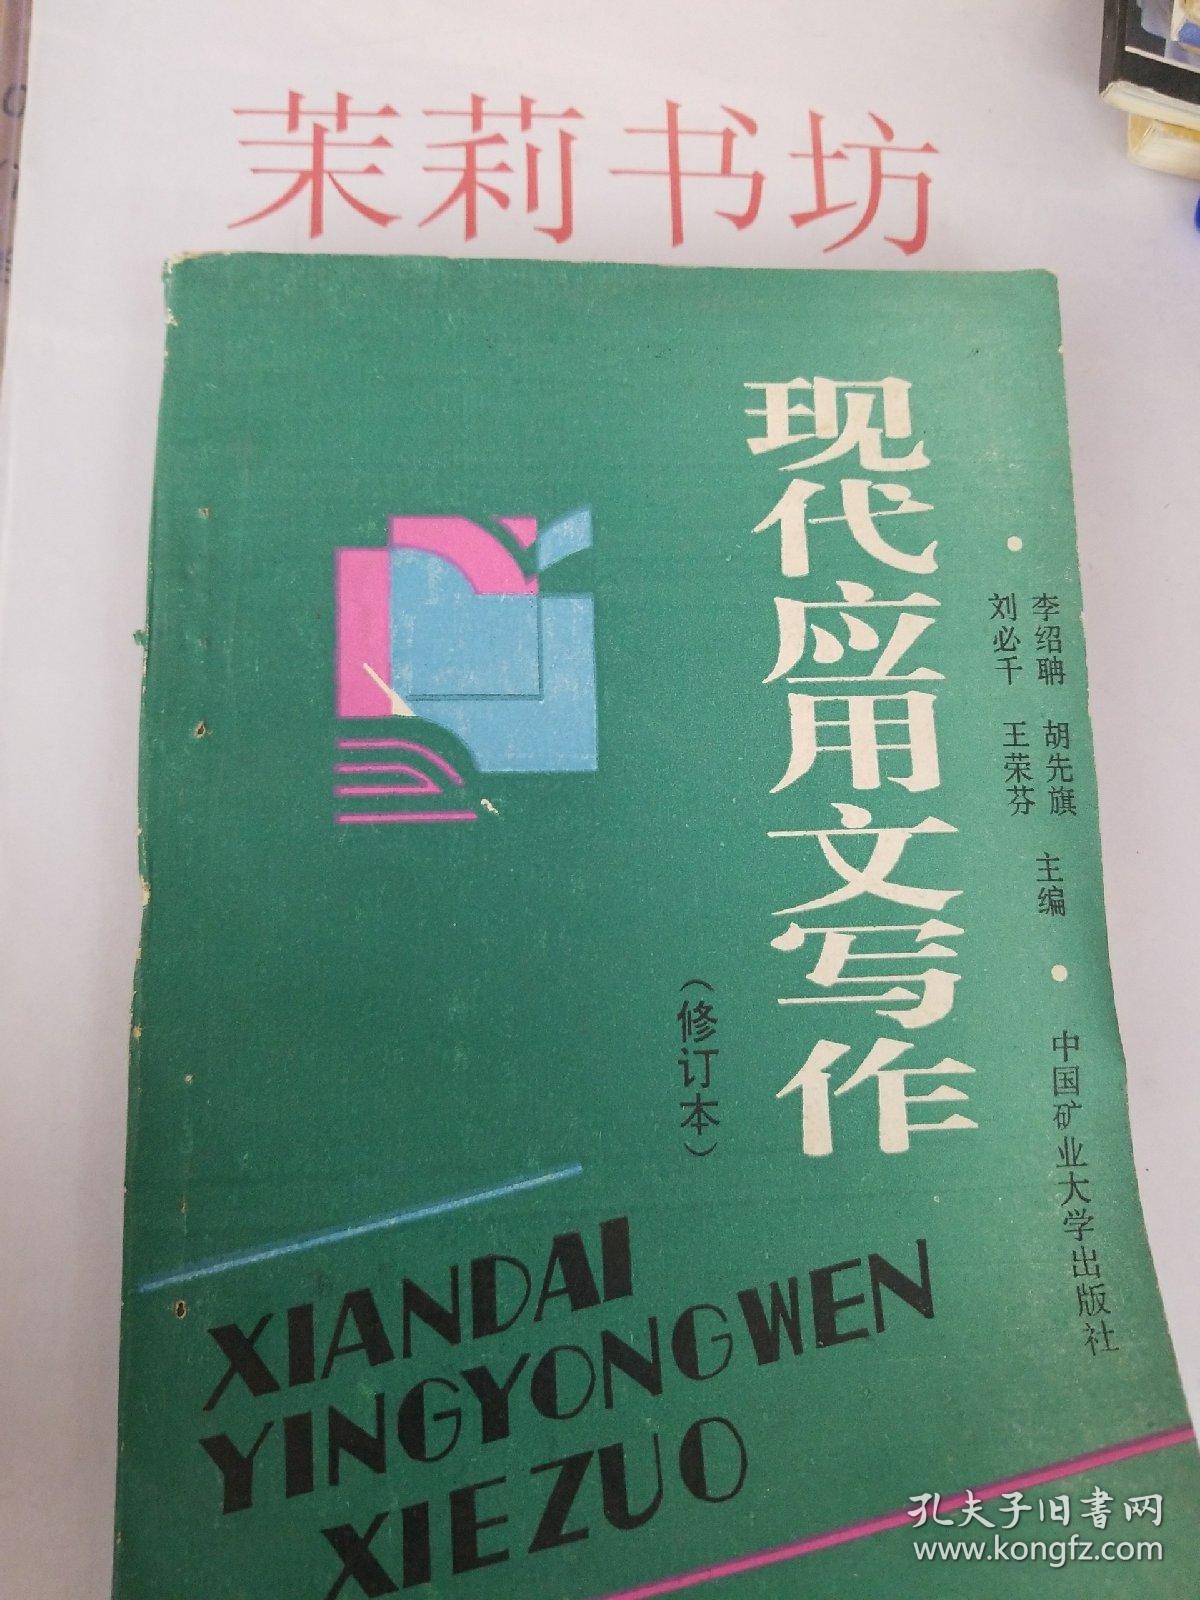 茉莉书坊
现代应用文写作
（修订本）
李绍聃 胡先旗 主编
刘必千 王荣芬
中国矿业大学出版社
XIANDAI
YINGYONGWEN
XIEZUO
孔夫子旧書网
www.kongfz.com